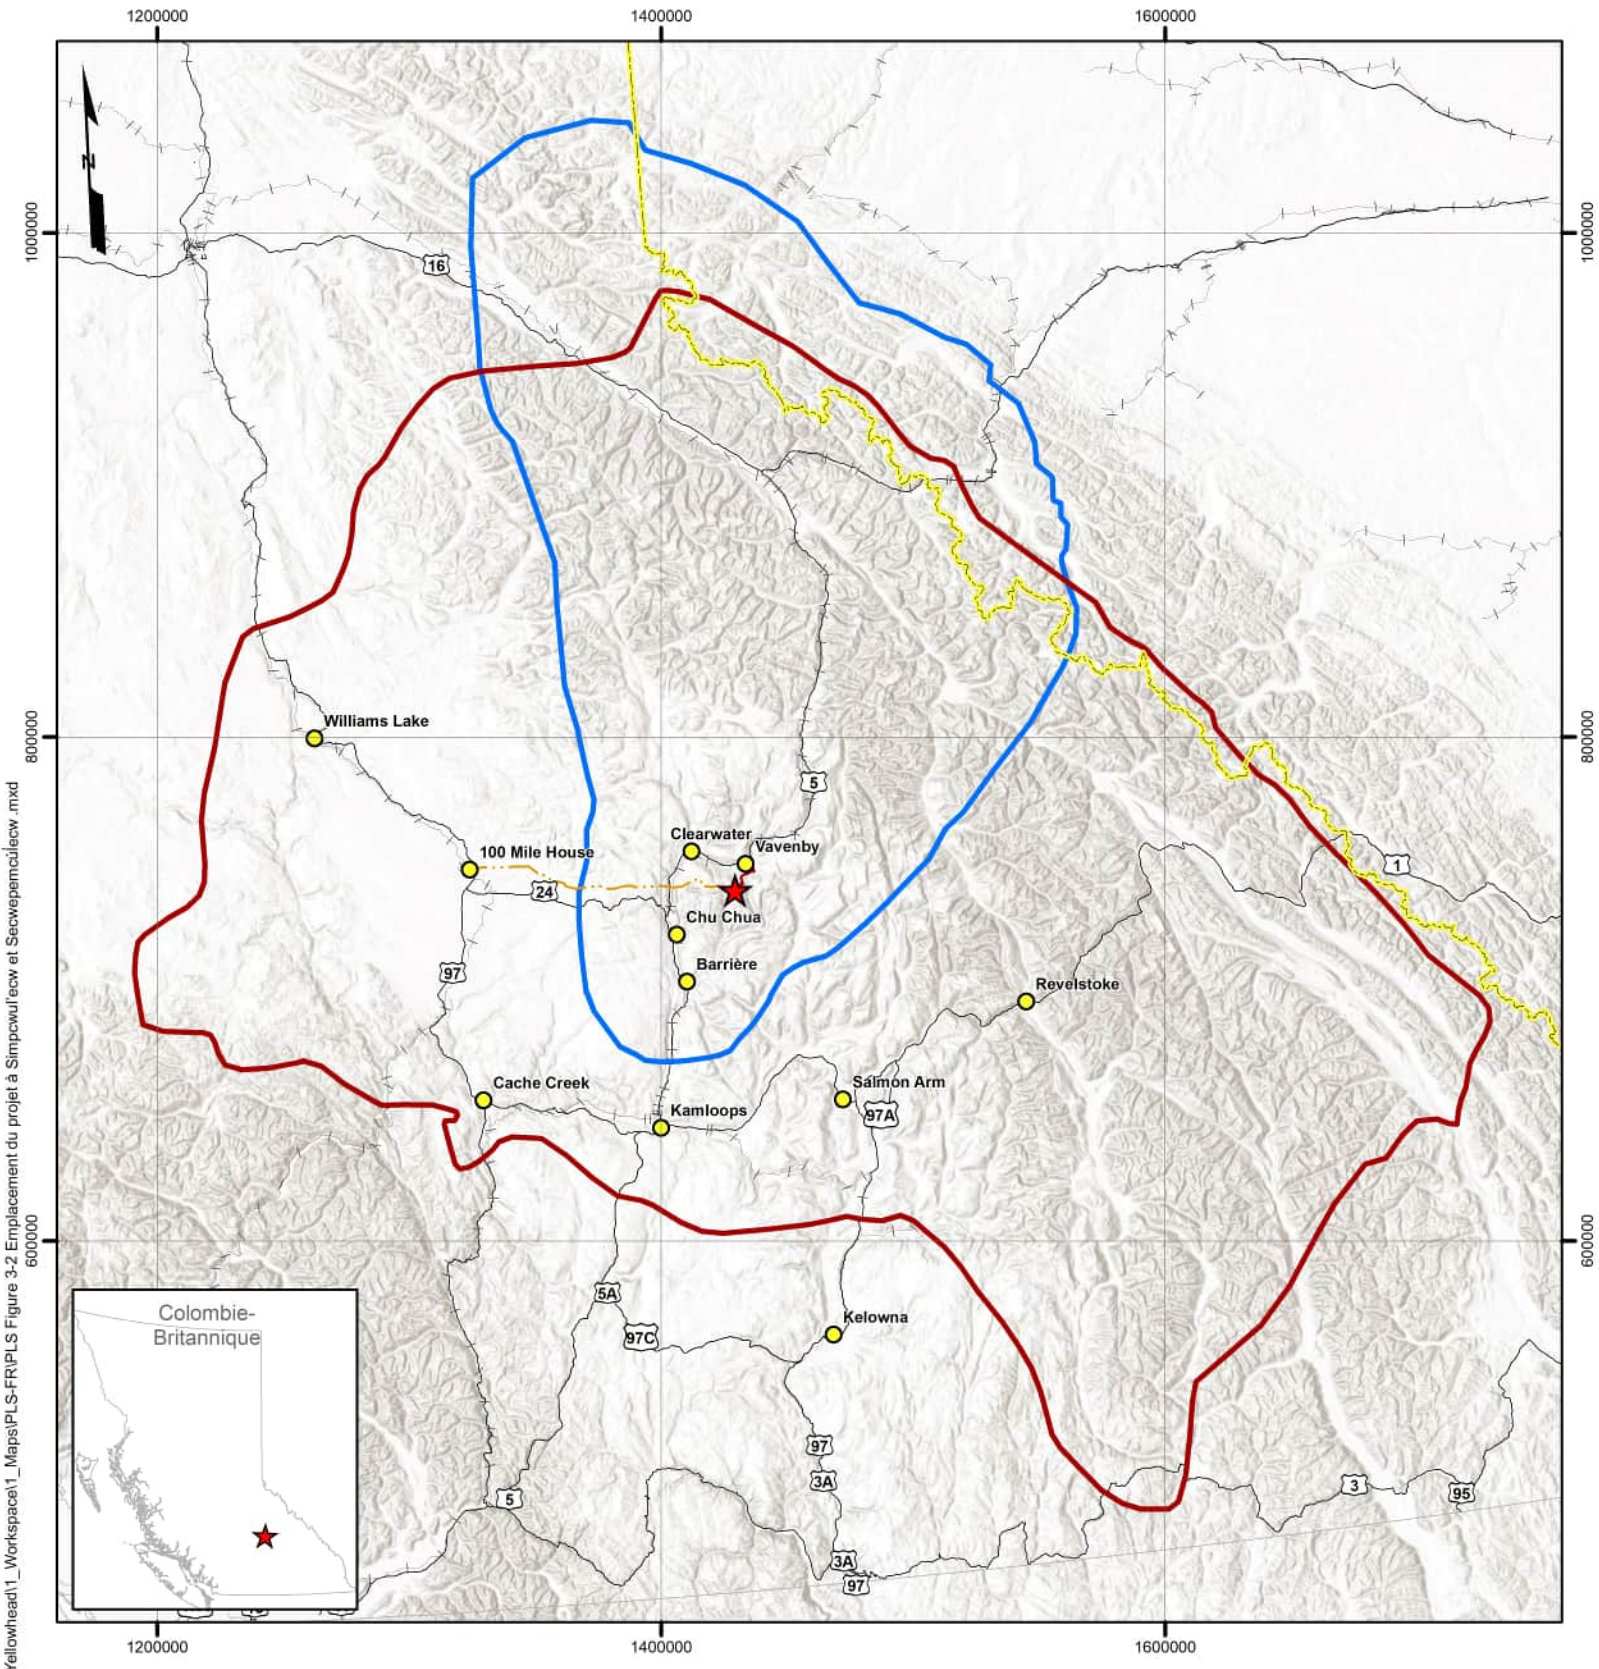 1200000
1400000
1600000
N
1000000
1000000
16
Williams Lake
800000
800000
5
Clearwater
Vavenby
100 Mile House
1
24
Chu Chua
Barrière
97
Revelstoke
Cache Creek
Salmon Arm
Kamloops
97A
600000
600000
5A
Colombie-
Britannique
Kelowna
97C
97
3A
3
95
5
3A
97
1200000
1400000
1600000
Yellowhead\1_Workspace\1_Maps\PLS-FR\PLS Figure 3-2 Emplacement du projet à Simpcwul'ecw et Secwepemcúlecw .mxd